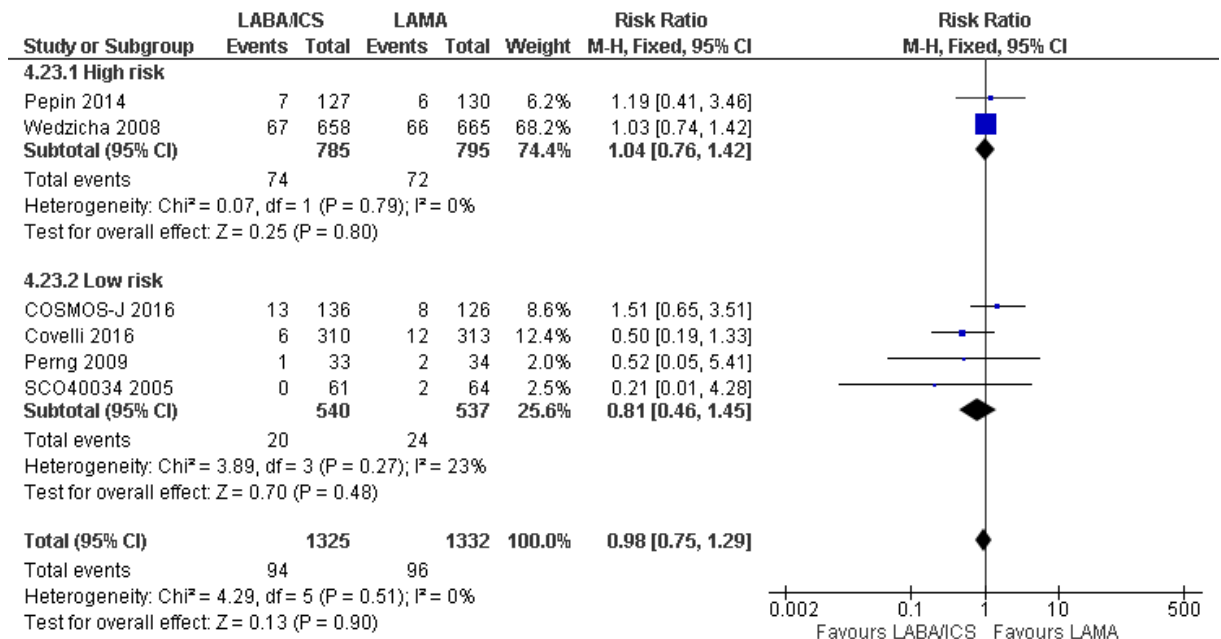 LABA/ICS LAMA Risk Ratio Risk Ratio
Study or Subgroup Events Total Events Total Weight M-H, Fixed, 95% CI M-H, Fixed, 95% CI
4.23.1 High risk
Pepin 2014 7 127 6 130 6.2% 1.19 [0.41, 3.46]
Wedzicha 2008 67 658 66 665 68.2% 1.03 [0.74, 1.42]
Subtotal (95% CI) 785 795 74.4% 1.04 [0.76, 1.42]
Total events 74 72
Heterogeneity: Chi² = 0.07, df = 1 (P = 0.79); I² = 0%
Test for overall effect: Z = 0.25 (P = 0.80)
4.23.2 Low risk
COSMOS-J 2016 13 136 8 126 8.6% 1.51 [0.65, 3.51]
Covelli 2016 6 310 12 313 12.4% 0.50 [0.19, 1.33]
Perng 2009 1 33 2 34 2.0% 0.52 [0.05, 5.41]
SCO40034 2005 0 61 2 64 2.5% 0.21 [0.01, 4.28]
Subtotal (95% CI) 540 537 25.6% 0.81 [0.46, 1.45]
Total events 20 24
Heterogeneity: Chi² = 3.89, df = 3 (P = 0.27); I² = 23%
Test for overall effect: Z = 0.70 (P = 0.48)
Total (95% CI) 1325 1332 100.0% 0.98 [0.75, 1.29]
Total events 94 96
Heterogeneity: Chi² = 4.29, df = 5 (P = 0.51); I² = 0%
Test for overall effect: Z = 0.13 (P = 0.90)
0.002 0.1 1 10 500
Favours LABA/ICS Favours LAMA